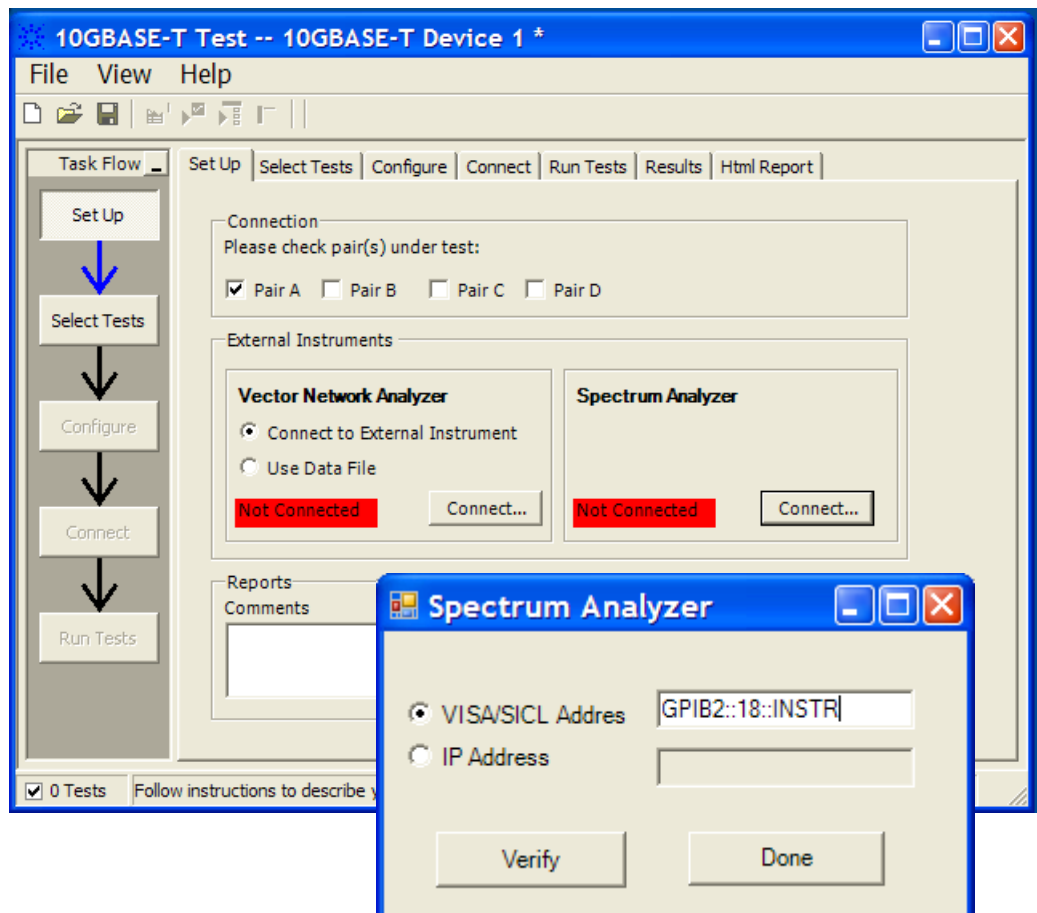 10GBASE-T Test -- 10GBASE-T Device 1 *
File View Help
Task Flow
Set Up Select Tests Configure Connect Run Tests Results Html Report
Set Up
Select Tests
Configure
Connect
Run Tests
Connection
Please check pair(s) under test:
Pair A Pair B Pair C Pair D
External Instruments
Vector Network Analyzer
Connect to External Instrument
Use Data File
Not Connected Connect...
Spectrum Analyzer
Not Connected Connect...
Reports
Comments
0 Tests Follow instructions to describe
Spectrum Analyzer
VISA/SICL Addres GPIB2::18::INSTR
IP Address
Verify Done